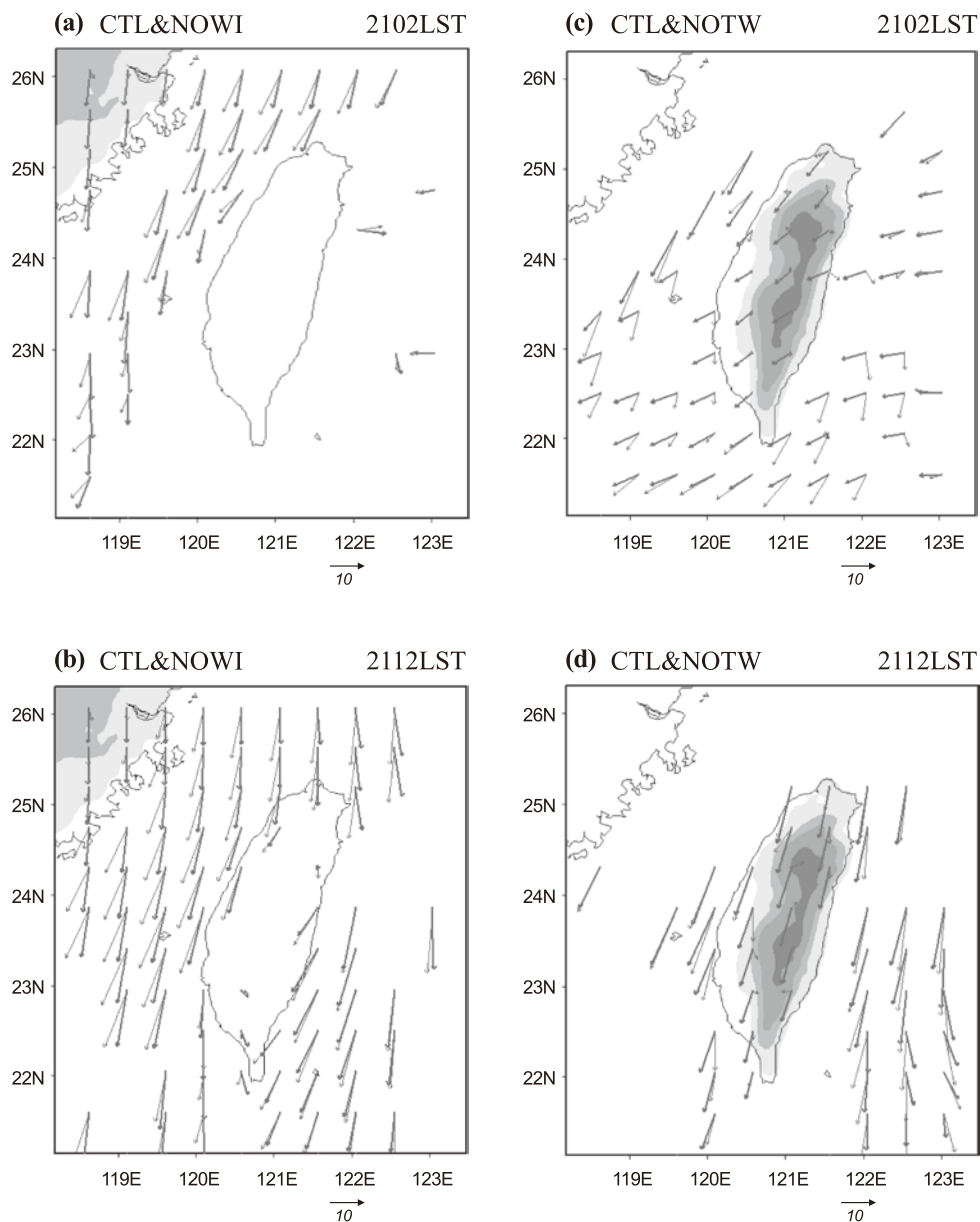 (a) CTL&NOWI 2102LST
26N
25N
24N
23N
22N
119E 120E 121E 122E 123E
10
(c) CTL&NOTW 2102LST
26N
25N
24N
23N
22N
119E 120E 121E 122E 123E
10
(b) CTL&NOWI 2112LST
26N
25N
24N
23N
22N
119E 120E 121E 122E 123E
10
(d) CTL&NOTW 2112LST
26N
25N
24N
23N
22N
119E 120E 121E 122E 123E
10